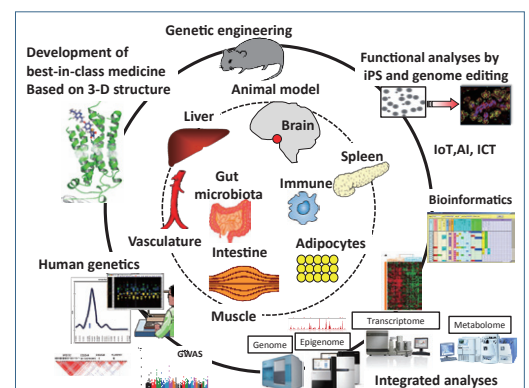 Genetic engineering
Development of
best-in-class medicine
Based on 3-D structure
Functional analyses by
iPS and genome editing
Animal model
Liver
Brain
IoT,AI, ICT
Spleen
Gut
microbiota
Immune
Bioinformatics
Vasculature
Intestine
Adipocytes
Human genetics
Muscle
Transcriptome
Metabolome
Epigenome
Genome
GWAS
Integrated analyses